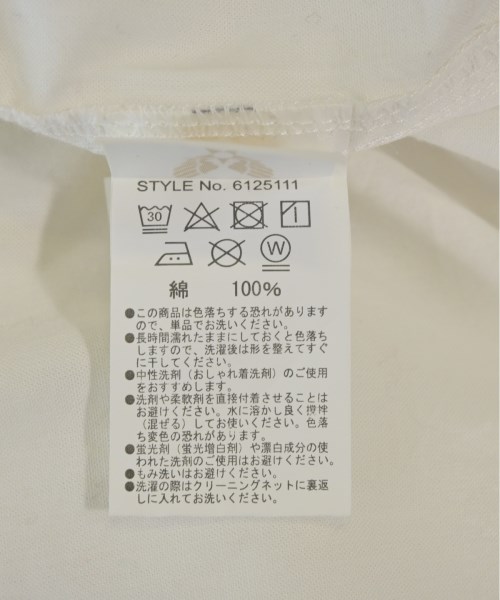 STYLE No. 6125111
30
W
綿 100%
●この商品は色落ちする恐れがあります
ので、単品でお洗いください。
●長時間濡れたままにしておくと色落ち
しますので、洗濯後は形を整えてすぐ
に干してください。
●中性洗剤（おしゃれ着洗剤）のご使用
をおすすめします。
●洗剤や柔軟剤を直接付着させることは
お避けください。水に溶かし良く撹拌
（混ぜる）してお使いください。色落
ち変色の恐れがあります。
●蛍光剤（蛍光増白剤）や漂白成分の使
われた洗剤のご使用はお避けください。
●もみ洗いはお避けください。
●洗濯の際はクリーニングネットに裏返
しに入れてお洗いください。